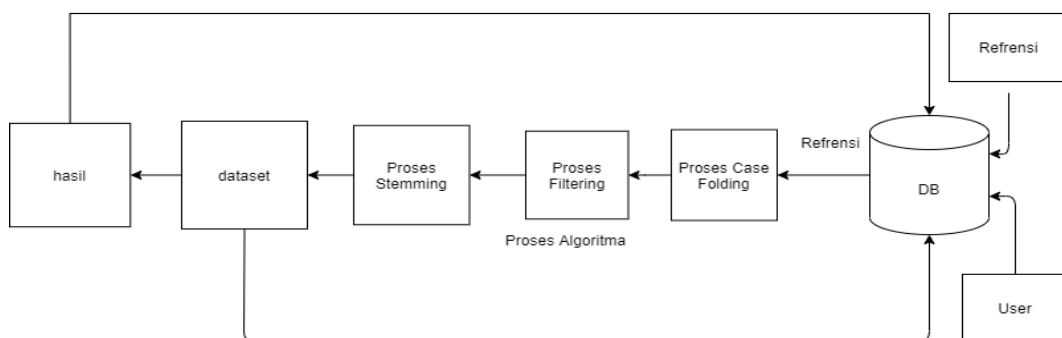 Refrensi
Refrensi
hasil
dataset
Proses
Stemming
Proses
Filtering
Proses Case
Folding
DB
Proses Algoritma
User